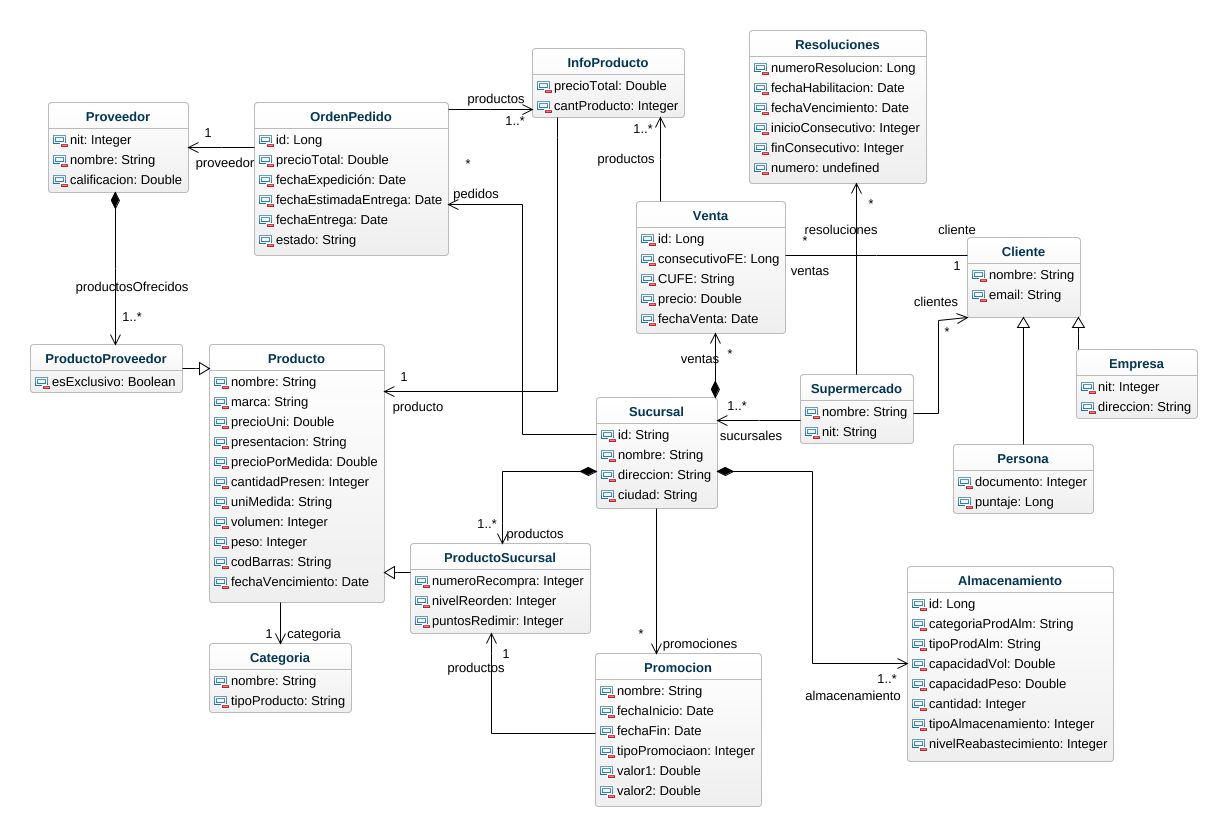 Resoluciones
numeroResolucion: Long
fechaHabilitacion: Date
fechaVencimiento: Date
inicioConsecutivo: Integer
finConsecutivo: Integer
numero: undefined
InfoProducto
precioTotal: Double
cantProducto: Integer
productos
1..*
Proveedor
nit: Integer
nombre: String
calificacion: Double
1
proveedor
OrdenPedido
id: Long
precioTotal: Double
fechaExpedición: Date
fechaEstimadaEntrega: Date
fechaEntrega: Date
estado: String
*
pedidos
1..*
productos
Venta
id: Long
consecutivoFE: Long
CUFE: String
precio: Double
fechaVenta: Date
*
resoluciones
*
ventas
cliente
1
Cliente
nombre: String
email: String
clientes
*
productosOfrecidos
1..*
ProductoProveedor
esExclusivo: Boolean
Producto
nombre: String
marca: String
precioUni: Double
presentacion: String
precioPorMedida: Double
cantidadPresen: Integer
uniMedida: String
volumen: Integer
peso: Integer
codBarras: String
fechaVencimiento: Date
1
producto
ventas
*
Empresa
nit: Integer
direccion: String
Supermercado
nombre: String
nit: String
1..*
sucursales
Sucursal
id: String
nombre: String
direccion: String
ciudad: String
Persona
documento: Integer
puntaje: Long
1..*
productos
ProductoSucursal
numeroRecompra: Integer
nivelReorden: Integer
puntosRedimir: Integer
1
categoria
Categoria
nombre: String
tipoProducto: String
1
productos
*
promociones
Promocion
nombre: String
fechaInicio: Date
fechaFin: Date
tipoPromociaon: Integer
valor1: Double
valor2: Double
1..*
almacenamiento
Almacenamiento
id: Long
categoriaProdAlm: String
tipoProdAlm: String
capacidadVol: Double
capacidadPeso: Double
cantidad: Integer
tipoAlmacenamiento: Integer
nivelReabastecimiento: Integer